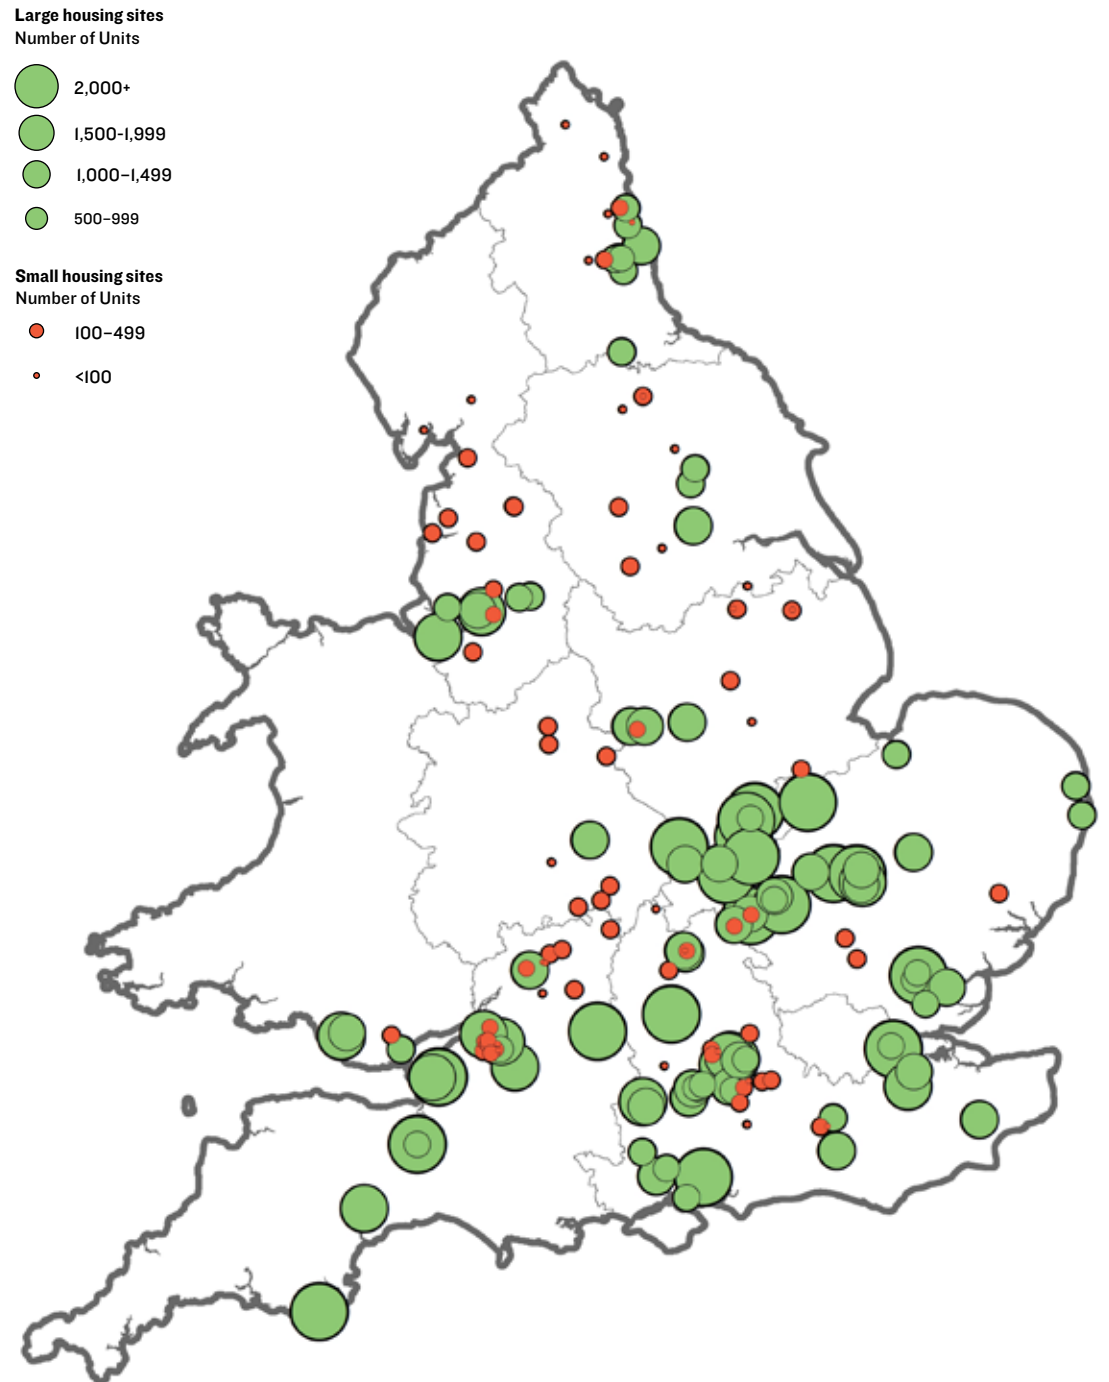 Large housing sites
Number of Units
2,000+
1,500-1,999
1,000–1,499
500–999
Small housing sites
Number of Units
100–499
<100